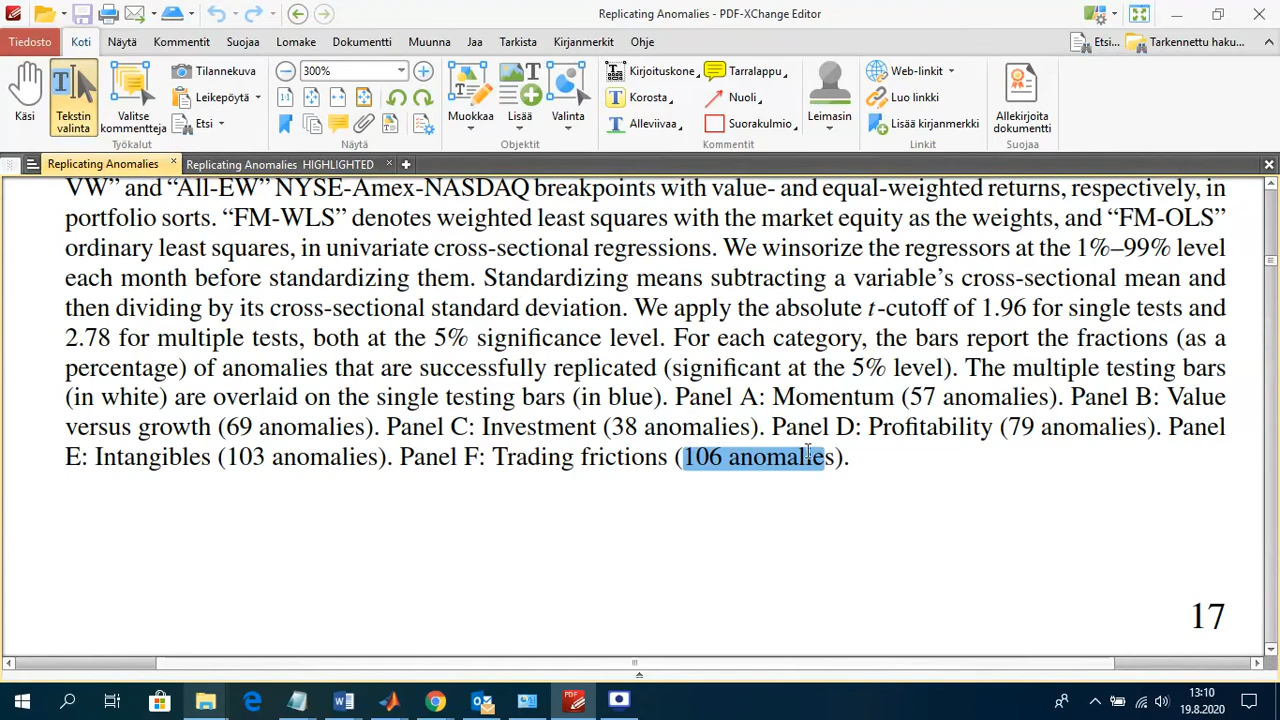 Replicating Anomalies - PDF-XChange Editor
Tiedosto Koti Näytä Kommentit Suojaa Lomake Dokumentti Muunna Jaa Tarkista Kirjanmerkit Ohje Etsi... Tarkennettu haku...
Käsi
Tekstin valinta
Valitse kommentteja
Tilannekuva
Leikepöytä
Etsi
Työkalut
300%
Näytä
Muokkaa
Lisää
Valinta
Objektit
Kirjoituskone
Korosta
Alleviivaa
Tarralappu
Nuoli
Suorakulmio
Kommentit
Leimasin
Web-linkit
Luo linkki
Lisää kirjanmerkki
Linkit
Allekirjoita dokumentti
Suojaa
Replicating Anomalies Replicating Anomalies HIGHLIGHTED
VW” and “All-EW” NYSE-Amex-NASDAQ breakpoints with value- and equal-weighted returns, respectively, in
portfolio sorts. “FM-WLS” denotes weighted least squares with the market equity as the weights, and “FM-OLS”
ordinary least squares, in univariate cross-sectional regressions. We winsorize the regressors at the 1%–99% level
each month before standardizing them. Standardizing means subtracting a variable’s cross-sectional mean and
then dividing by its cross-sectional standard deviation. We apply the absolute t-cutoff of 1.96 for single tests and
2.78 for multiple tests, both at the 5% significance level. For each category, the bars report the fractions (as a
percentage) of anomalies that are successfully replicated (significant at the 5% level). The multiple testing bars
(in white) are overlaid on the single testing bars (in blue). Panel A: Momentum (57 anomalies). Panel B: Value
versus growth (69 anomalies). Panel C: Investment (38 anomalies). Panel D: Profitability (79 anomalies). Panel
E: Intangibles (103 anomalies). Panel F: Trading frictions (106 anomalies).
17
13:10
19.8.2020